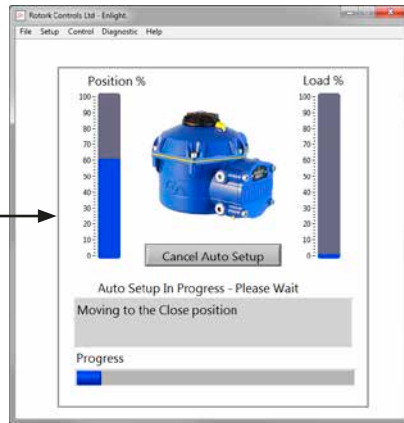 Rotork Controls Ltd - Enlight.
File Setup Control Diagnostic Help
Position %
Load %
100
90
80
70
60
50
40
30
20
10
0
100
90
80
70
60
50
40
30
20
10
0
Cancel Auto Setup
Auto Setup In Progress - Please Wait
Moving to the Close position
Progress